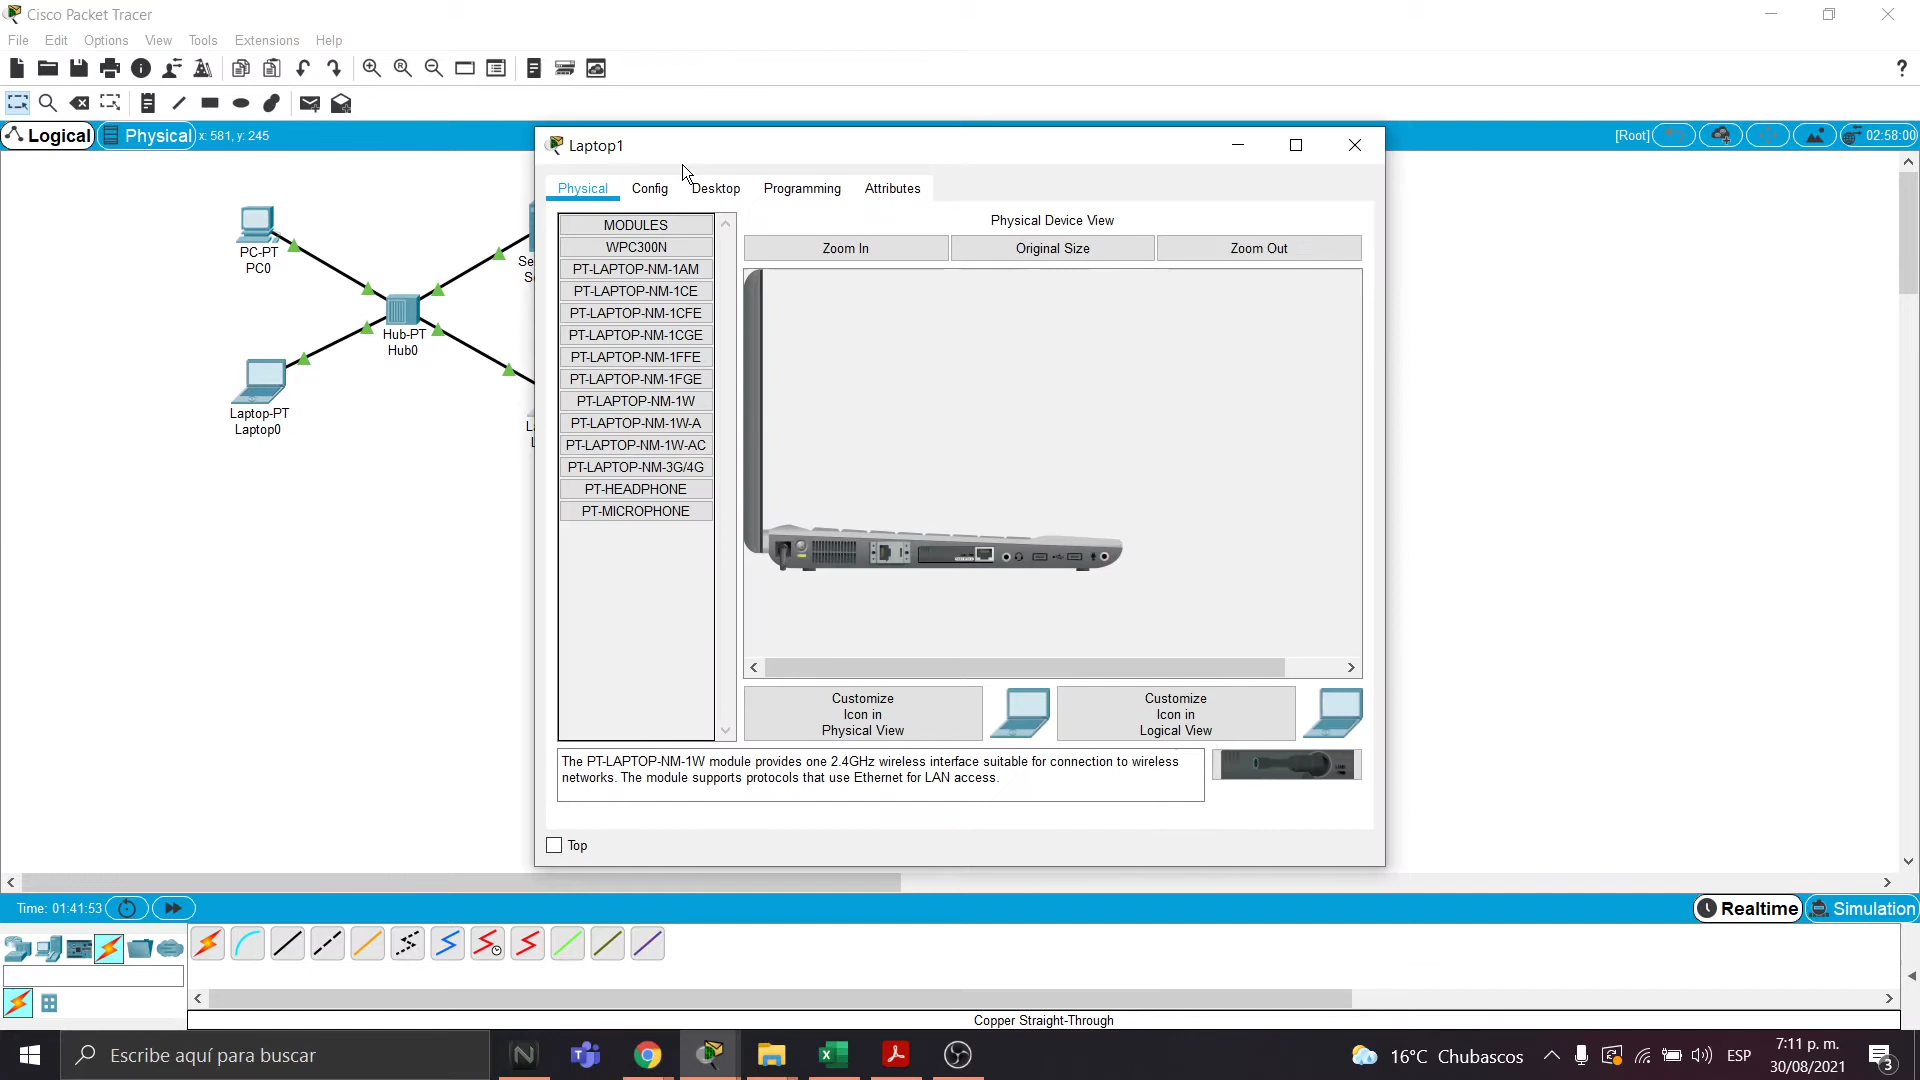 Cisco Packet Tracer
File Edit Options View Tools Extensions Help
Logical Physical x: 581, y: 245 [Root] 02:58:00
PC-PT
PC0
Se
S
Hub-PT
Hub0
Laptop-PT
Laptop0
Laptop1
Physical Config Desktop Programming Attributes
MODULES
WPC300N
PT-LAPTOP-NM-1AM
PT-LAPTOP-NM-1CE
PT-LAPTOP-NM-1CFE
PT-LAPTOP-NM-1CGE
PT-LAPTOP-NM-1FFE
PT-LAPTOP-NM-1FGE
PT-LAPTOP-NM-1W
PT-LAPTOP-NM-1W-A
PT-LAPTOP-NM-1W-AC
PT-LAPTOP-NM-3G/4G
PT-HEADPHONE
PT-MICROPHONE
Physical Device View
Zoom In Original Size Zoom Out
Customize
Icon in
Physical View
Customize
Icon in
Logical View
The PT-LAPTOP-NM-1W module provides one 2.4GHz wireless interface suitable for connection to wireless
networks. The module supports protocols that use Ethernet for LAN access.
Top
Time: 01:41:53 Realtime Simulation
Copper Straight-Through
Escribe aquí para buscar
16°C Chubascos ESP 7:11 p. m.
30/08/2021
3